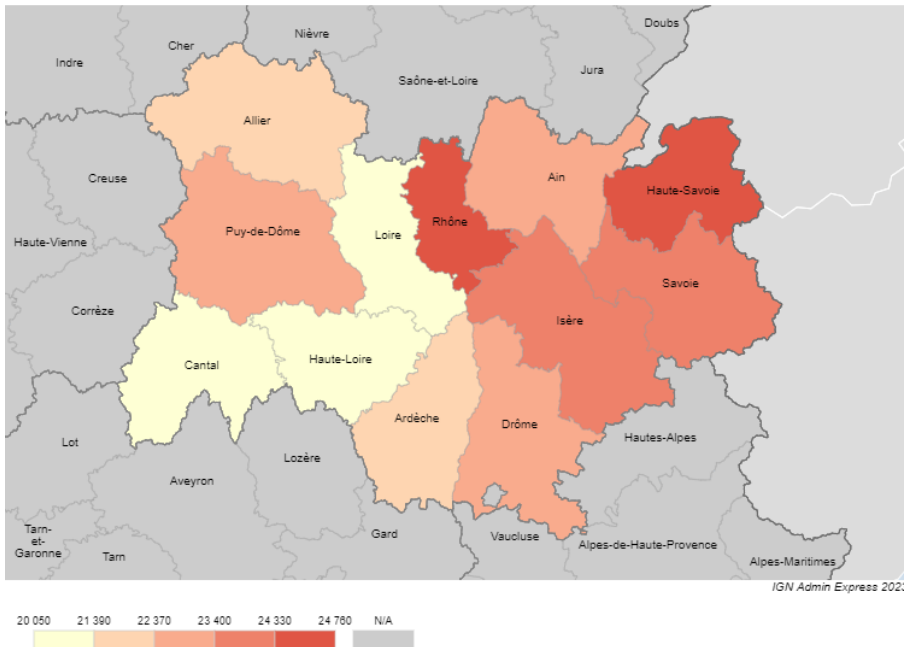 Doubs
Nièvre
Cher
Indre
Saône-et-Loire
Jura
Allier
Creuse
Ain
Haute-Savoie
Rhône
Puy-de-Dôme
Loire
Haute-Vienne
Savoie
Corrèze
Isère
Haute-Loire
Cantal
Ardèche
Drôme
Hautes-Alpes
Lot
Lozère
Aveyron
Tarn-
et-
Garonne
Gard
Vaucluse
Alpes-de-Haute-Provence
Tarn
Alpes-Maritimes
IGN Admin Express 2023
20 050 21 390 22 370 23 400 24 330 24 780 N/A